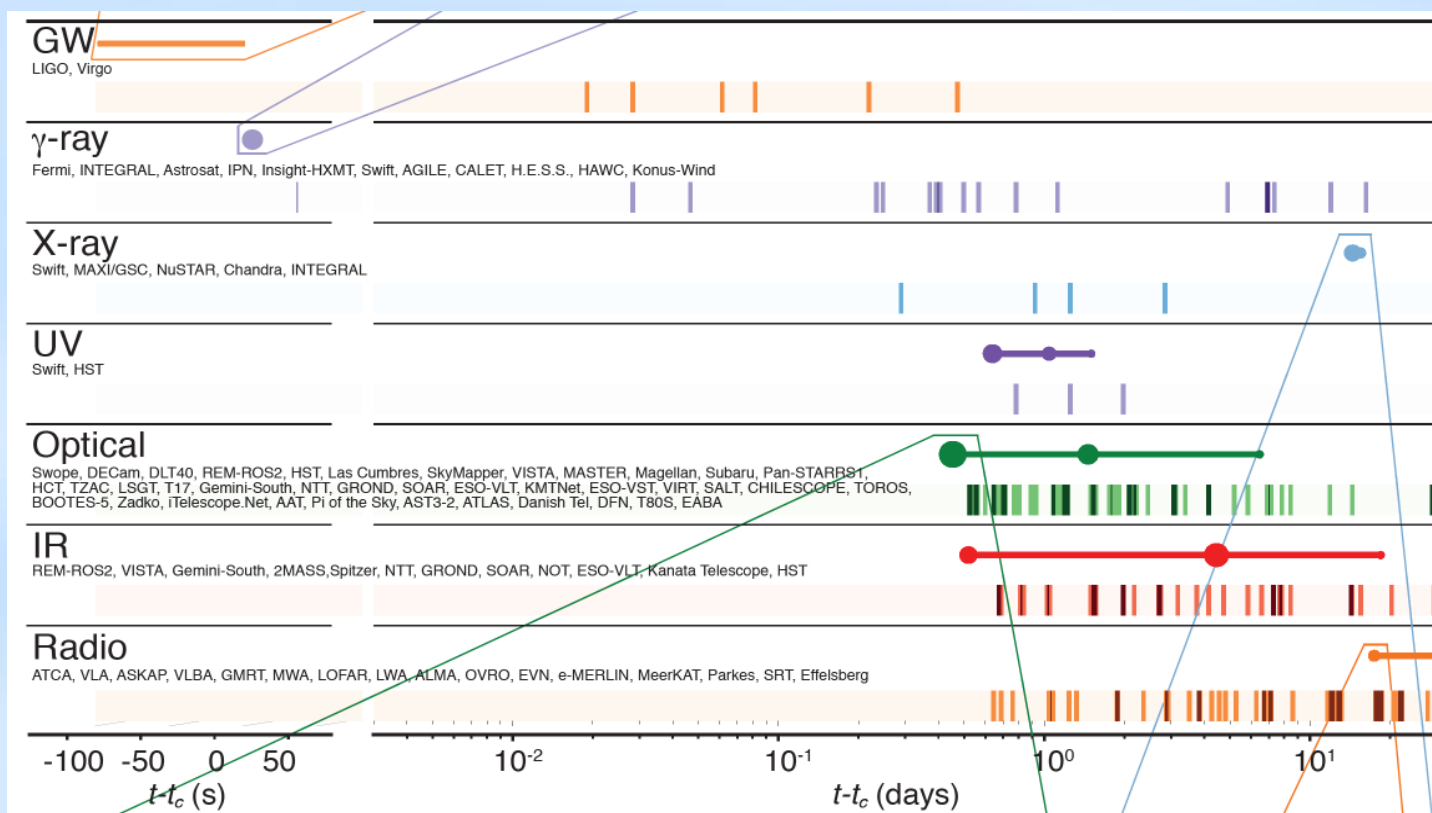 GW
LIGO, Virgo
γ-ray
Fermi, INTEGRAL, Astrosat, IPN, Insight-HXMT, Swift, AGILE, CALET, H.E.S.S., HAWC, Konus-Wind
X-ray
Swift, MAXI/GSC, NuSTAR, Chandra, INTEGRAL
UV
Swift, HST
Optical
Swope, DECam, DLT40, REM-ROS2, HST, Las Cumbres, SkyMapper, VISTA, MASTER, Magellan, Subaru, Pan-STARRS1,
HCT, TZAC, LSGT, T17, Gemini-South, NTT, GROND, SOAR, ESO-VLT, KMTNet, ESO-VST, VIRT, SALT, CHILESCOPE, TOROS,
BOOTES-5, Zadko, iTelescope.Net, AAT, Pi of the Sky, AST3-2, ATLAS, Danish Tel, DFN, T80S, EABA
IR
REM-ROS2, VISTA, Gemini-South, 2MASS,Spitzer, NTT, GROND, SOAR, NOT, ESO-VLT, Kanata Telescope, HST
Radio
ATCA, VLA, ASKAP, VLBA, GMRT, MWA, LOFAR, LWA, ALMA, OVRO, EVN, e-MERLIN, MeerKAT, Parkes, SRT, Effelsberg
-100 -50 0 50 10⁻² 10⁻¹ 10⁰ 10¹
t-t꜀ (s) t-t꜀ (days)